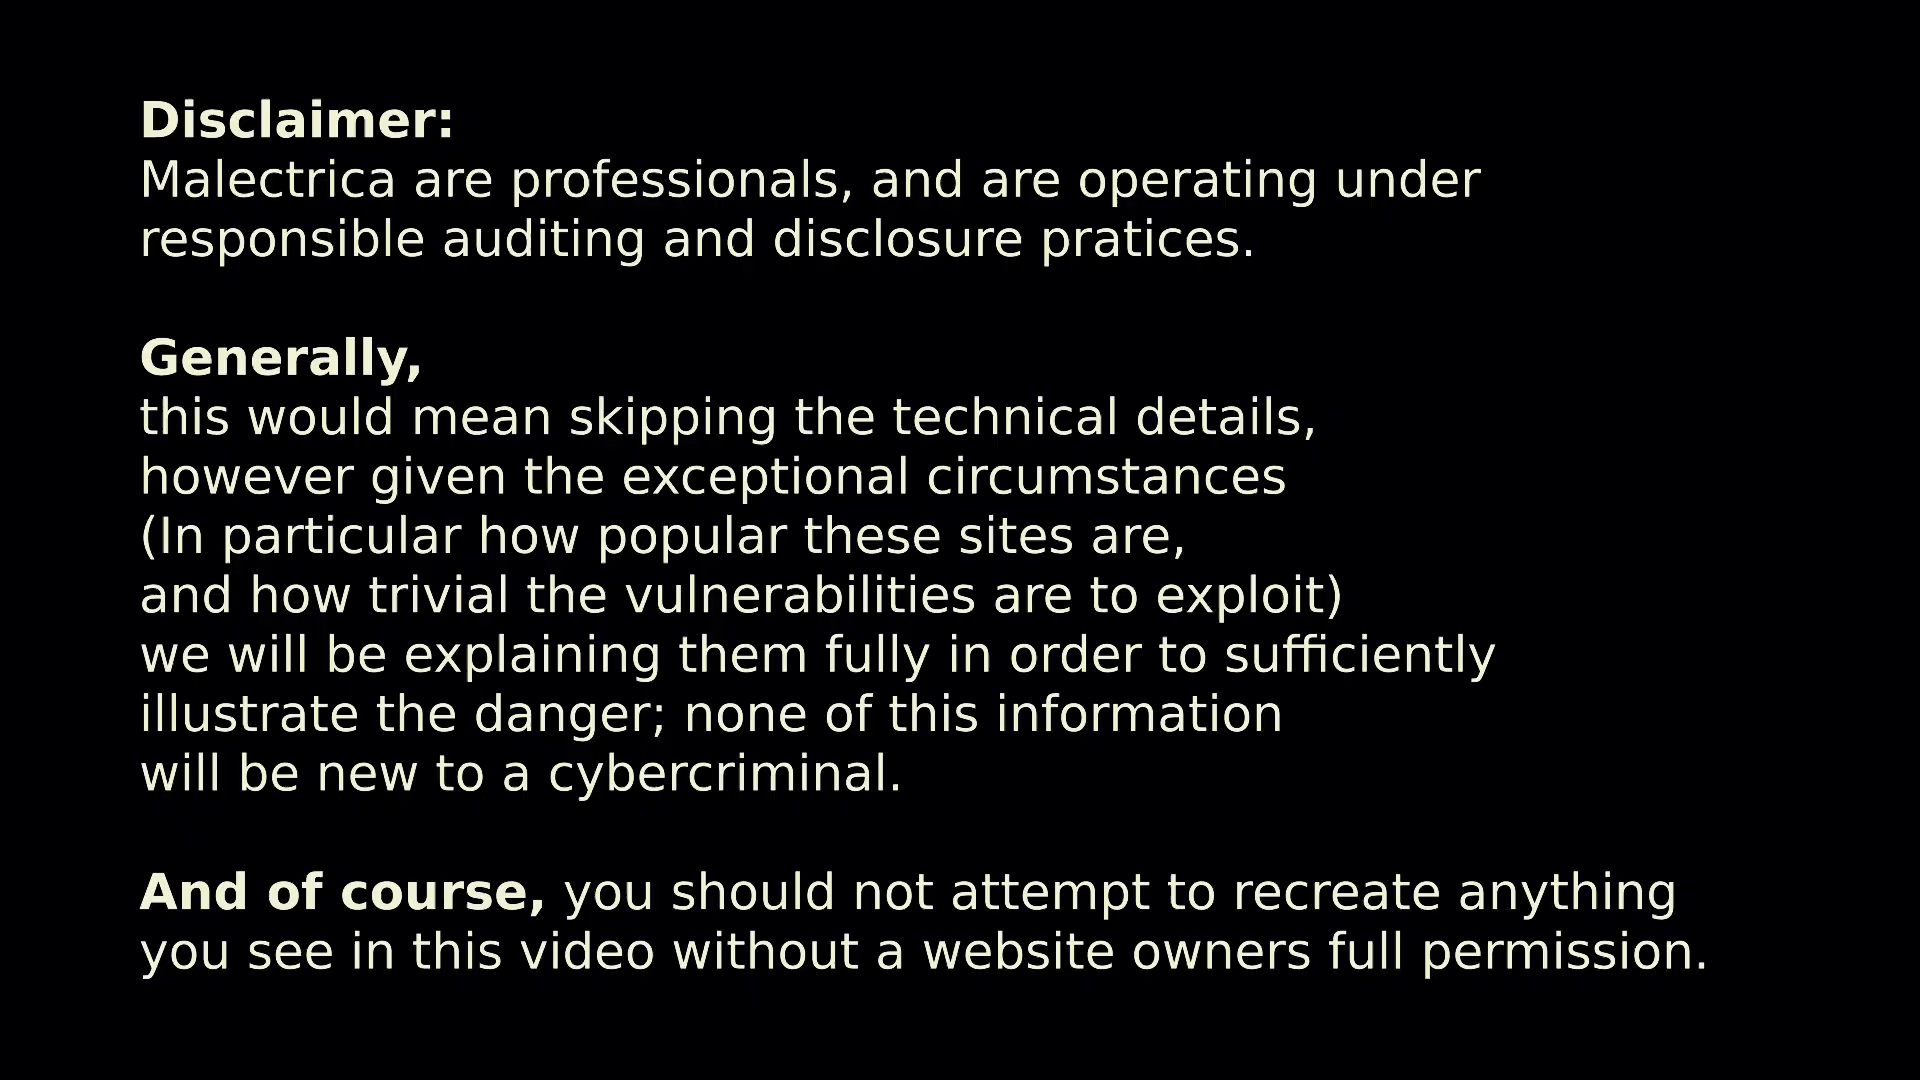 Disclaimer:
Malectrica are professionals, and are operating under
responsible auditing and disclosure pratices.
Generally,
this would mean skipping the technical details,
however given the exceptional circumstances
(In particular how popular these sites are,
and how trivial the vulnerabilities are to exploit)
we will be explaining them fully in order to sufficiently
illustrate the danger; none of this information
will be new to a cybercriminal.
And of course, you should not attempt to recreate anything
you see in this video without a website owners full permission.